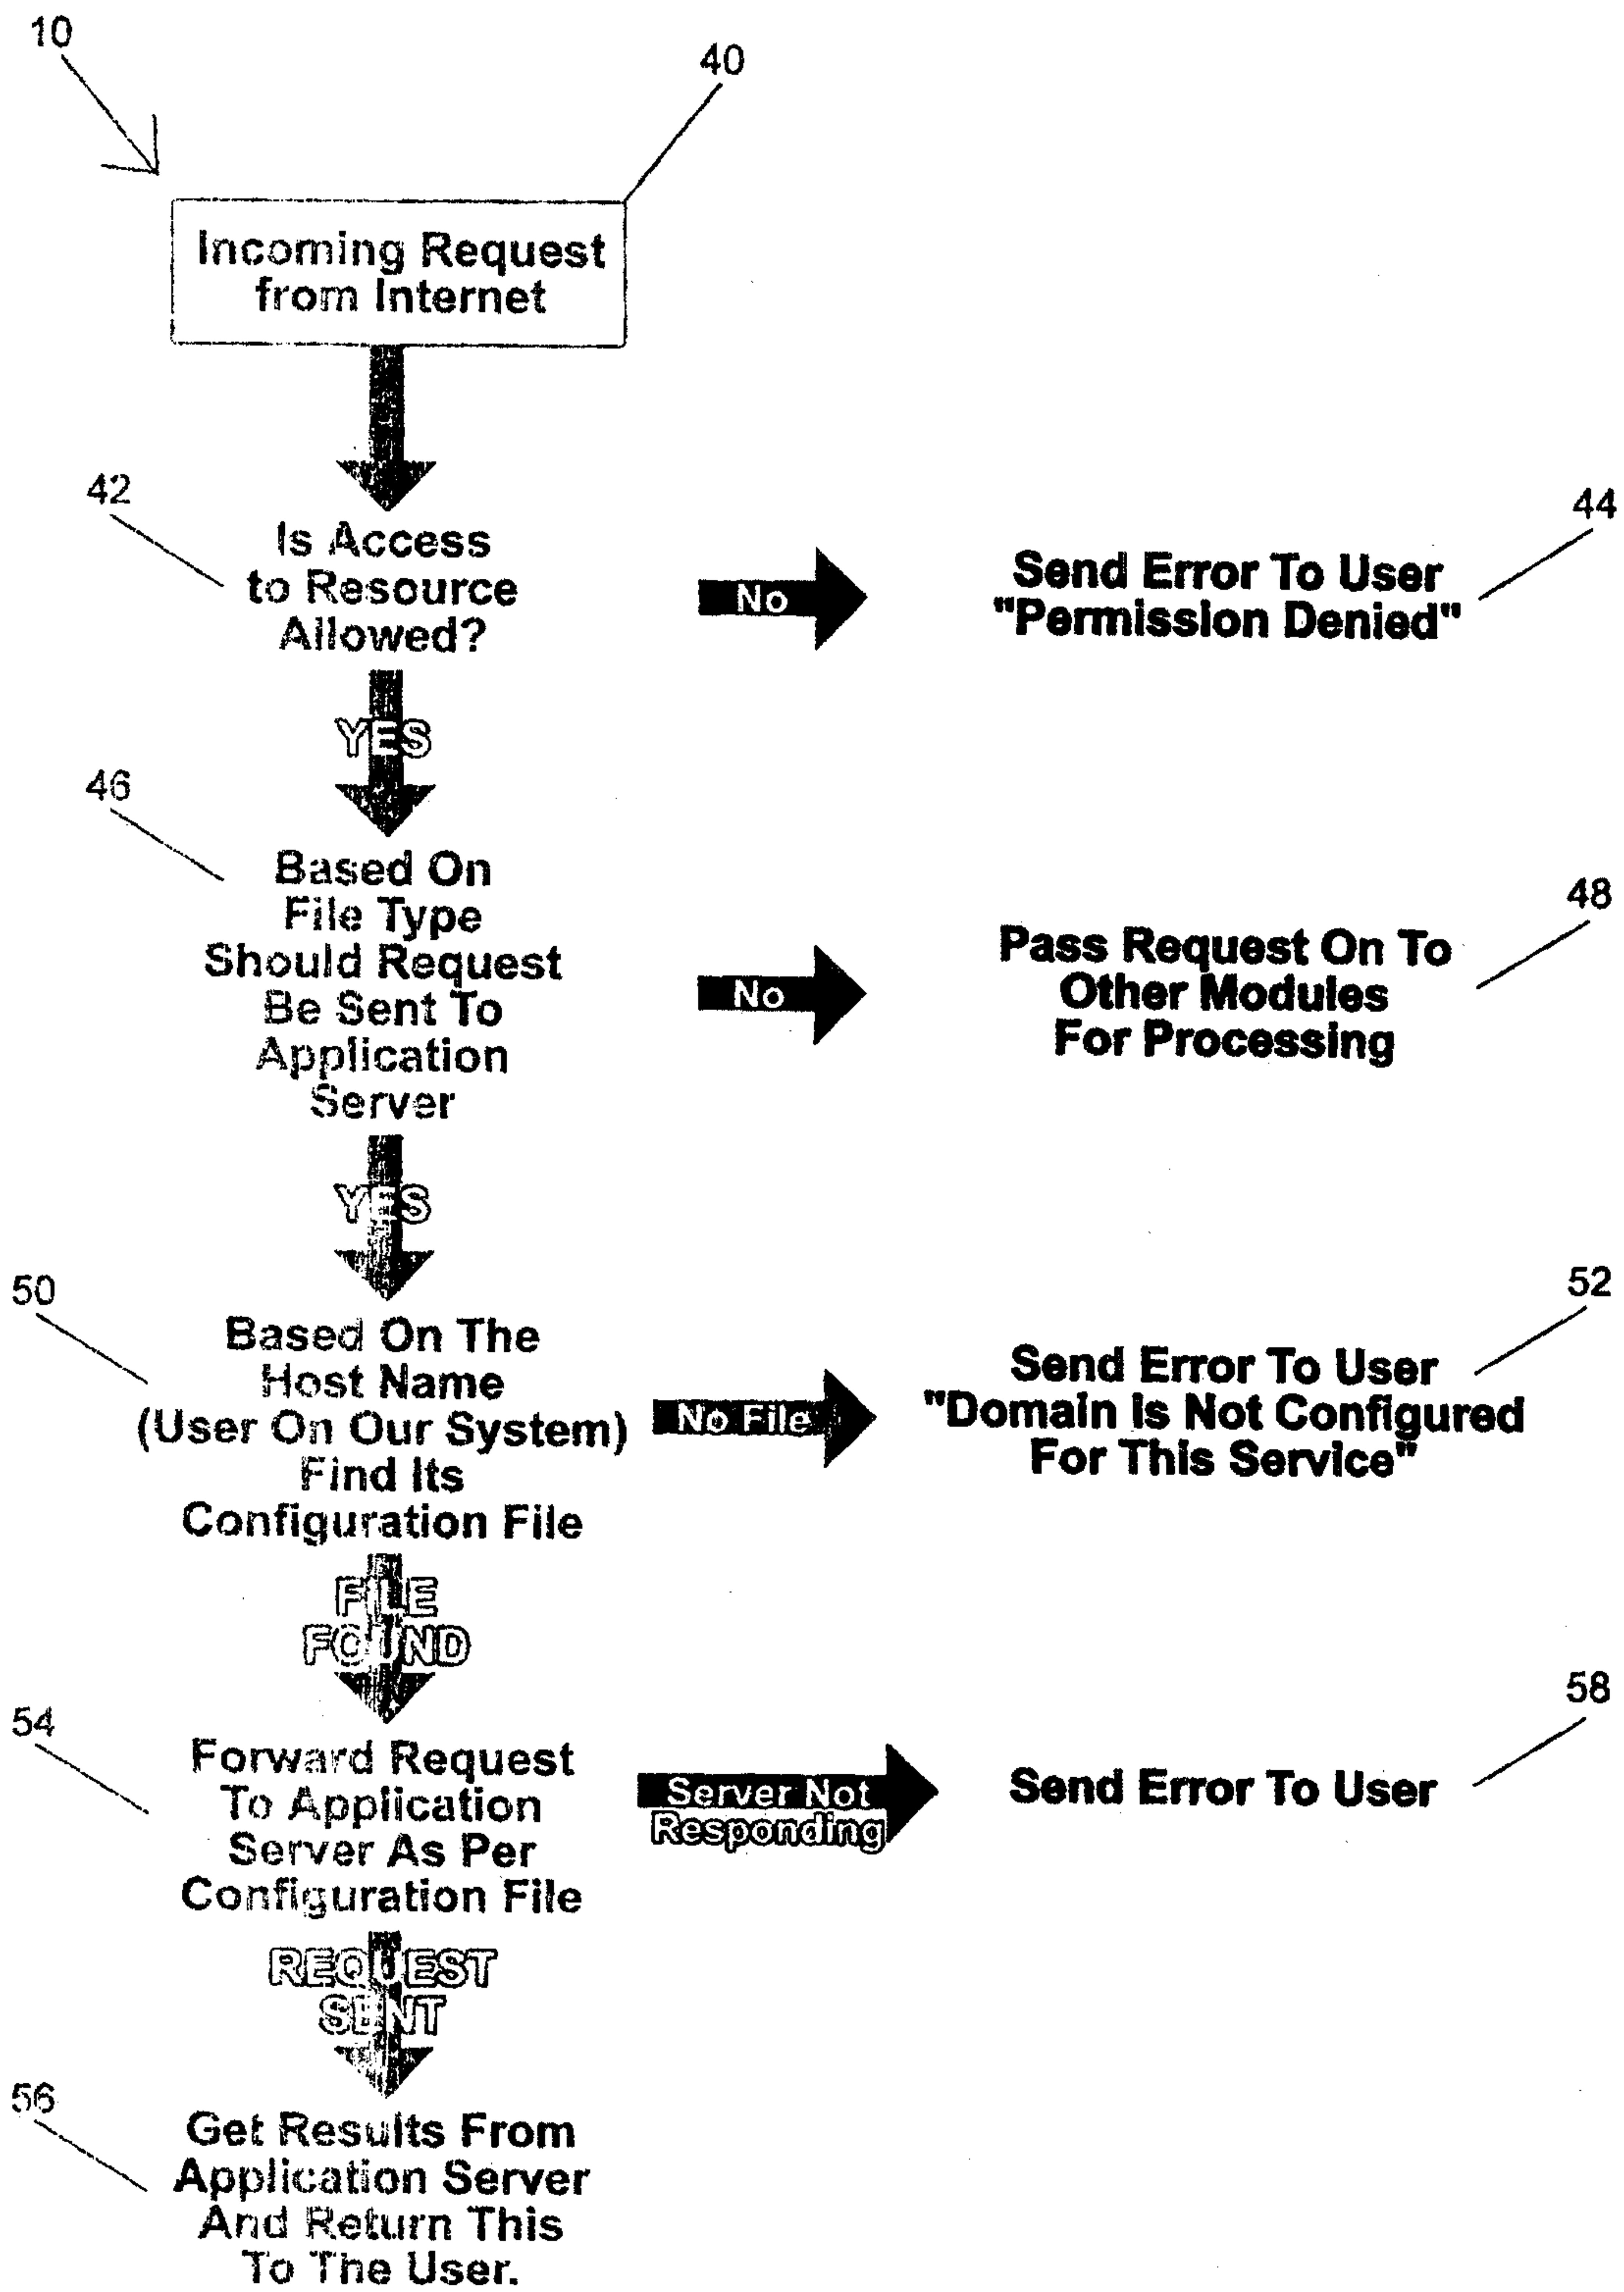 10
40
Incoming Request
from Internet
42
Is Access
to Resource
Allowed?
No
Send Error To User
"Permission Denied"
44
YES
46
Based On
File Type
Should Request
Be Sent To
Application
Server
No
Pass Request On To
Other Modules
For Processing
48
YES
50
Based On The
Host Name
(User On Our System)
Find Its
Configuration File
No File
Send Error To User
"Domain Is Not Configured
For This Service"
52
FILE
FOUND
54
Forward Request
To Application
Server As Per
Configuration File
Server Not
Responding
Send Error To User
58
REQUEST
SENT
56
Get Results From
Application Server
And Return This
To The User.